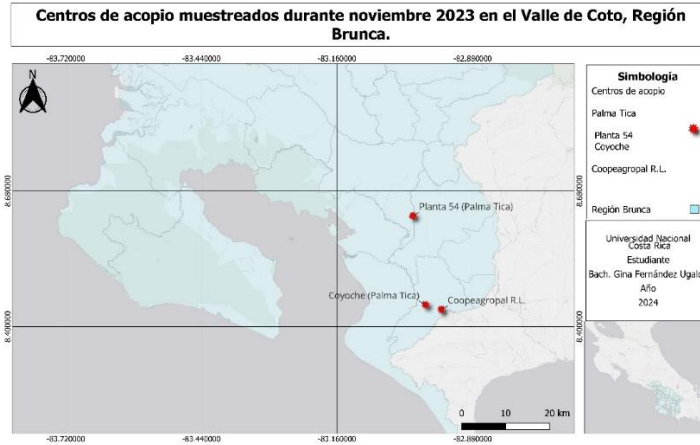 Centros de acopio muestreados durante noviembre 2023 en el Valle de Coto, Región
Brunca.
-83.720000 -83.440000 -83.160000 -82.880000
N
8.680000 8.680000
8.400000 8.400000
Planta 54 (Palma Tica)
Coyoche (Palma Tica)
Coopeagropal R.L.
0 10 20 km
-83.720000 -83.440000 -83.160000 -82.880000
Simbología
Centros de acopio
Palma Tica
Planta 54
Coyoche
Coopeagropal R.L.
Región Brunca
Universidad Nacional
Costa Rica
Estudiante
Bach. Gina Fernández Ugal
Año
2024